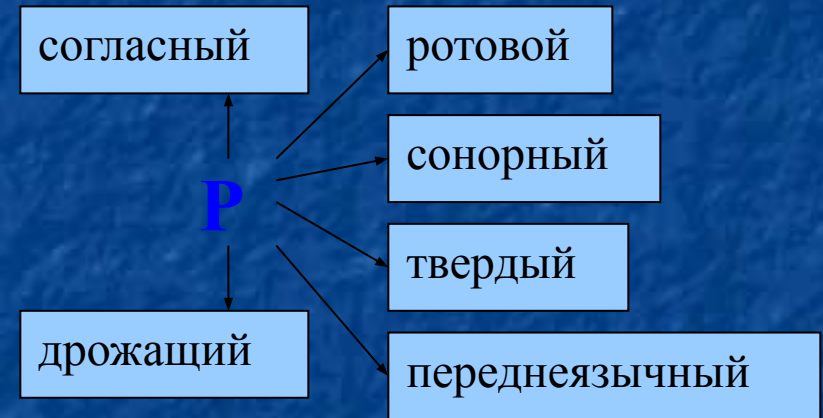 согласный
ротовой
сонорный
Р
твердый
дрожащий
переднеязычный